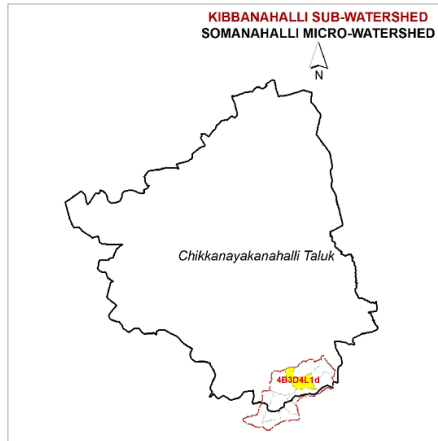 KIBBANAHALLI SUB-WATERSHED
SOMANAHALLI MICRO-WATERSHED
N
Chikkanayakanahalli Taluk
4B3D4L1d